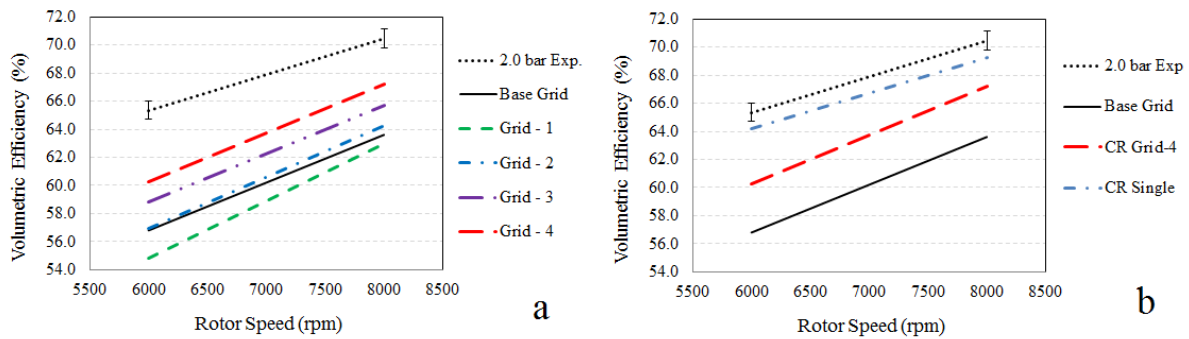 72.0
70.0
68.0
66.0
64.0
62.0
60.0
58.0
56.0
54.0
Volumetric Efficiency (%)
5500 6000 6500 7000 7500 8000 8500
Rotor Speed (rpm)
2.0 bar Exp.
Base Grid
Grid - 1
Grid - 2
Grid - 3
Grid - 4
a
72.0
70.0
68.0
66.0
64.0
62.0
60.0
58.0
56.0
54.0
Volumetric Efficiency (%)
5500 6000 6500 7000 7500 8000 8500
Rotor Speed (rpm)
2.0 bar Exp
Base Grid
CR Grid-4
CR Single
b